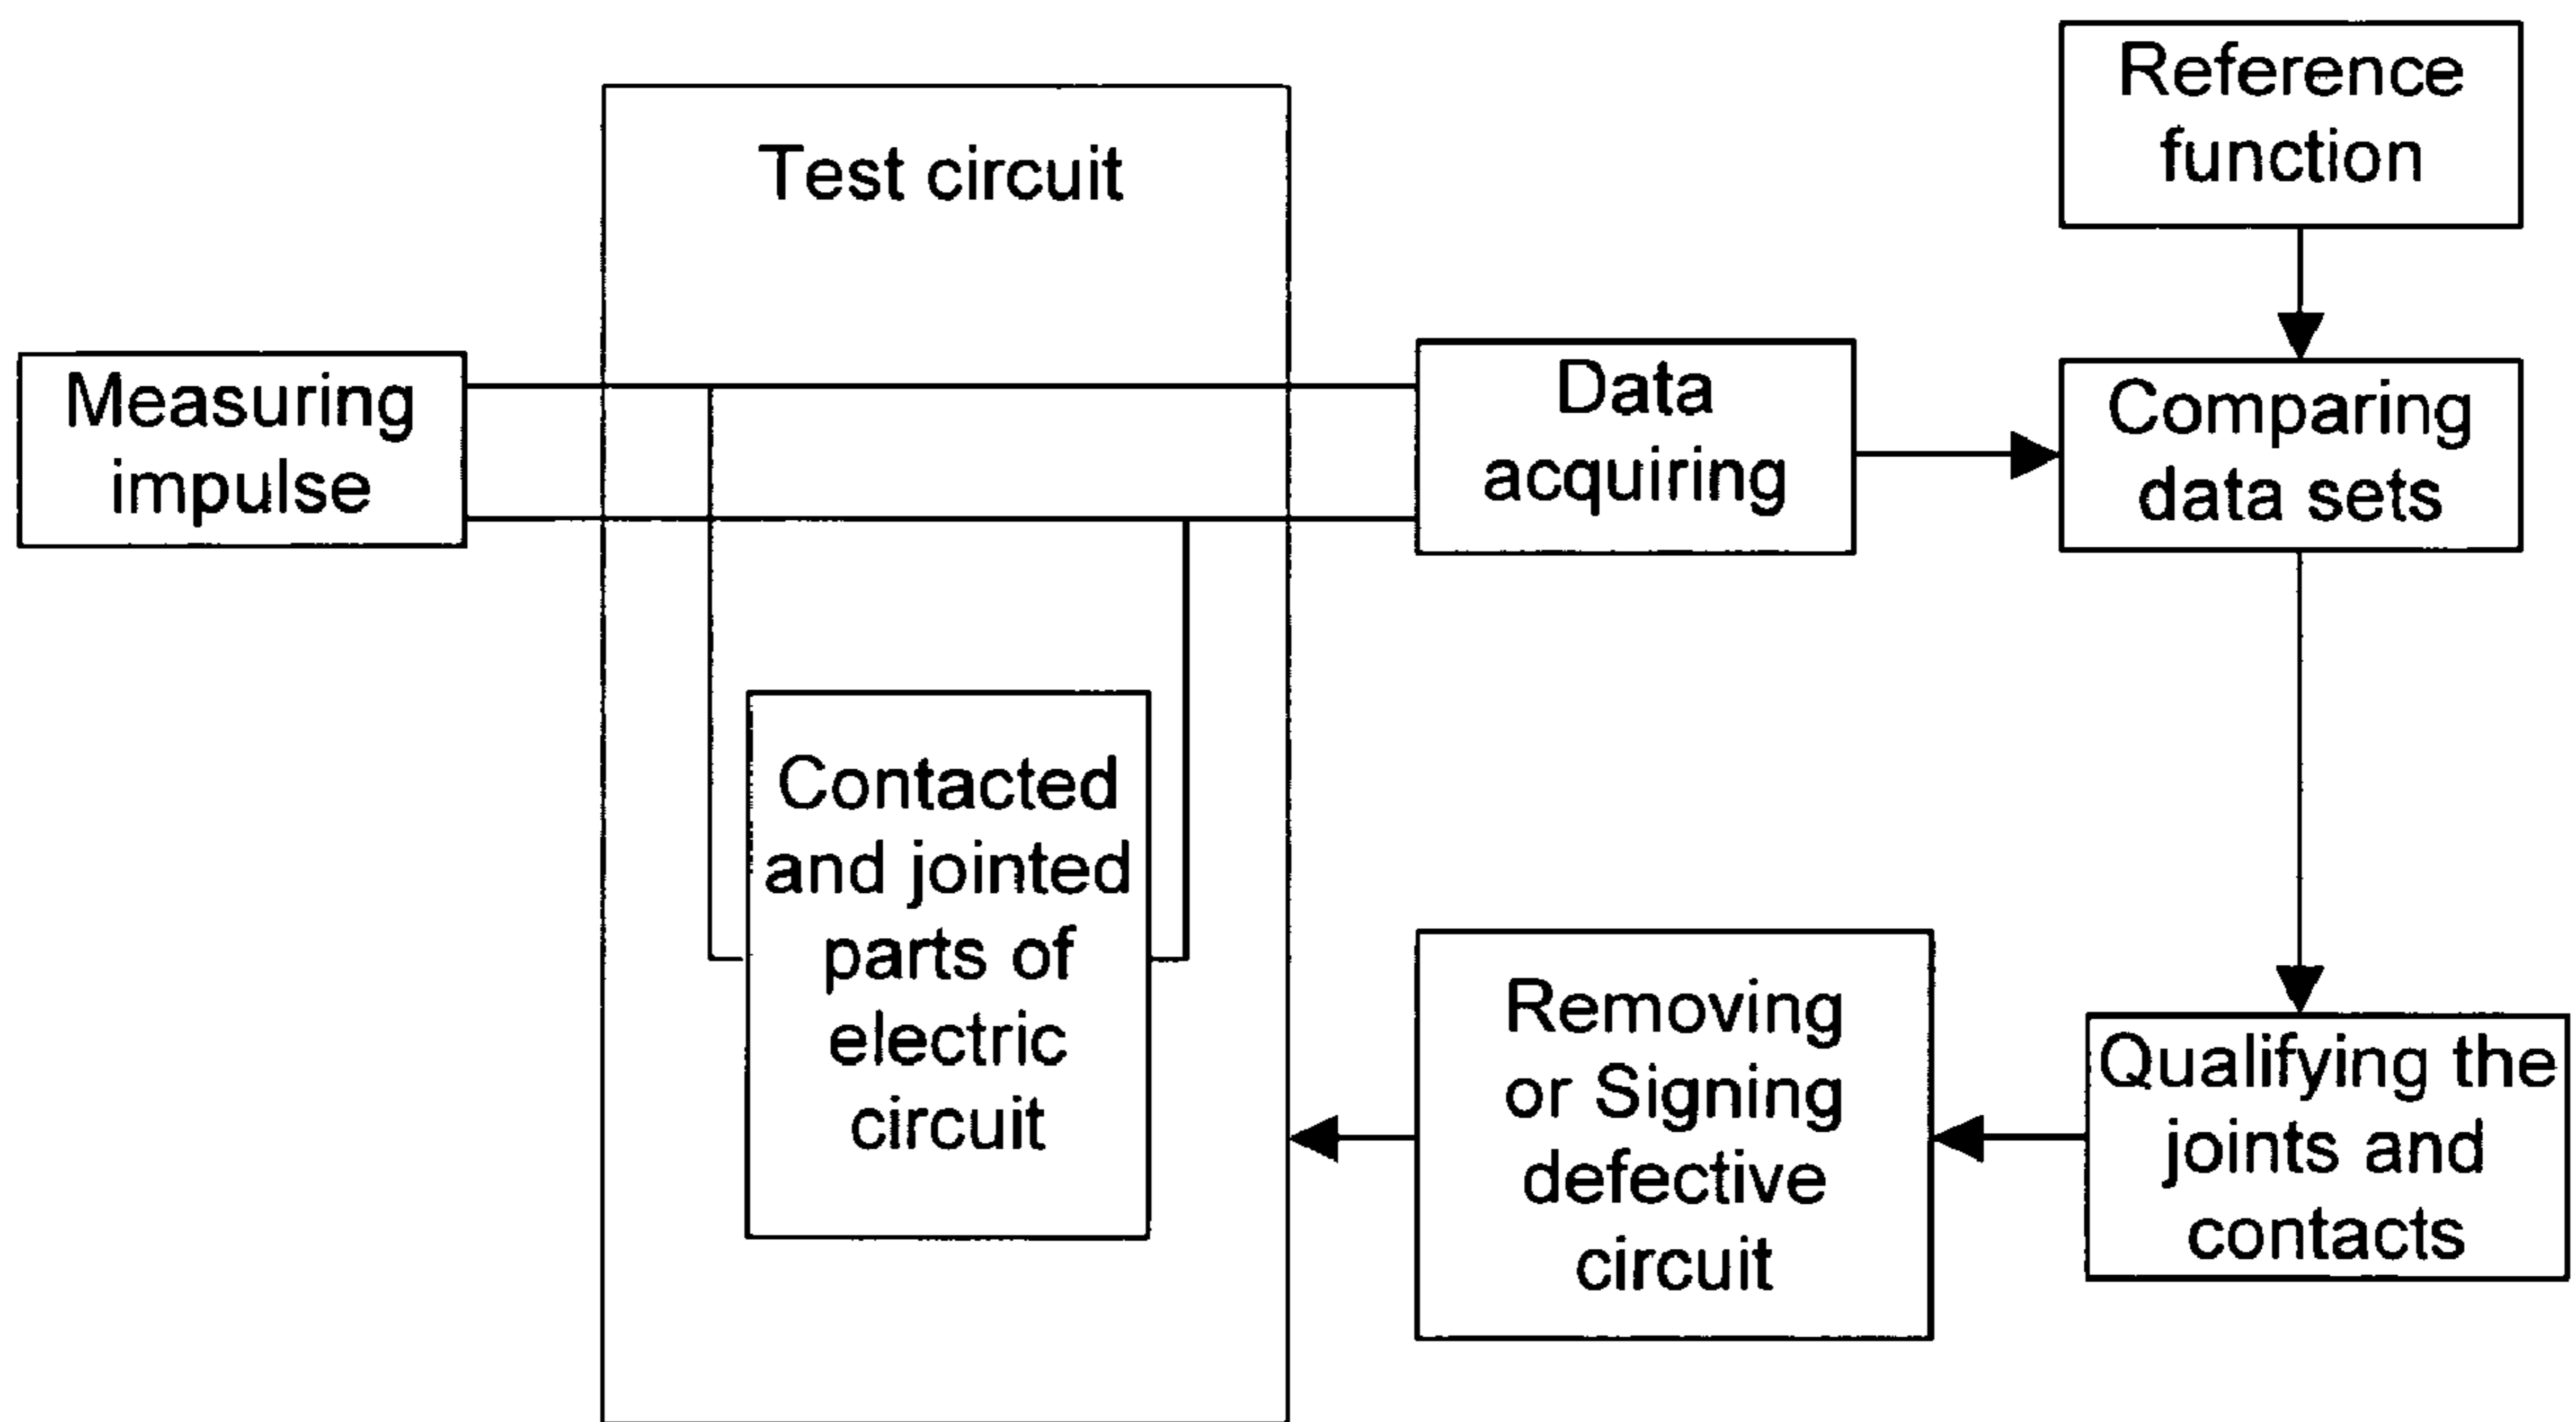 Reference
function
Test circuit
Measuring
impulse
Data
acquiring
Comparing
data sets
Contacted
and jointed
parts of
electric
circuit
Removing
or Signing
defective
circuit
Qualifying the
joints and
contacts